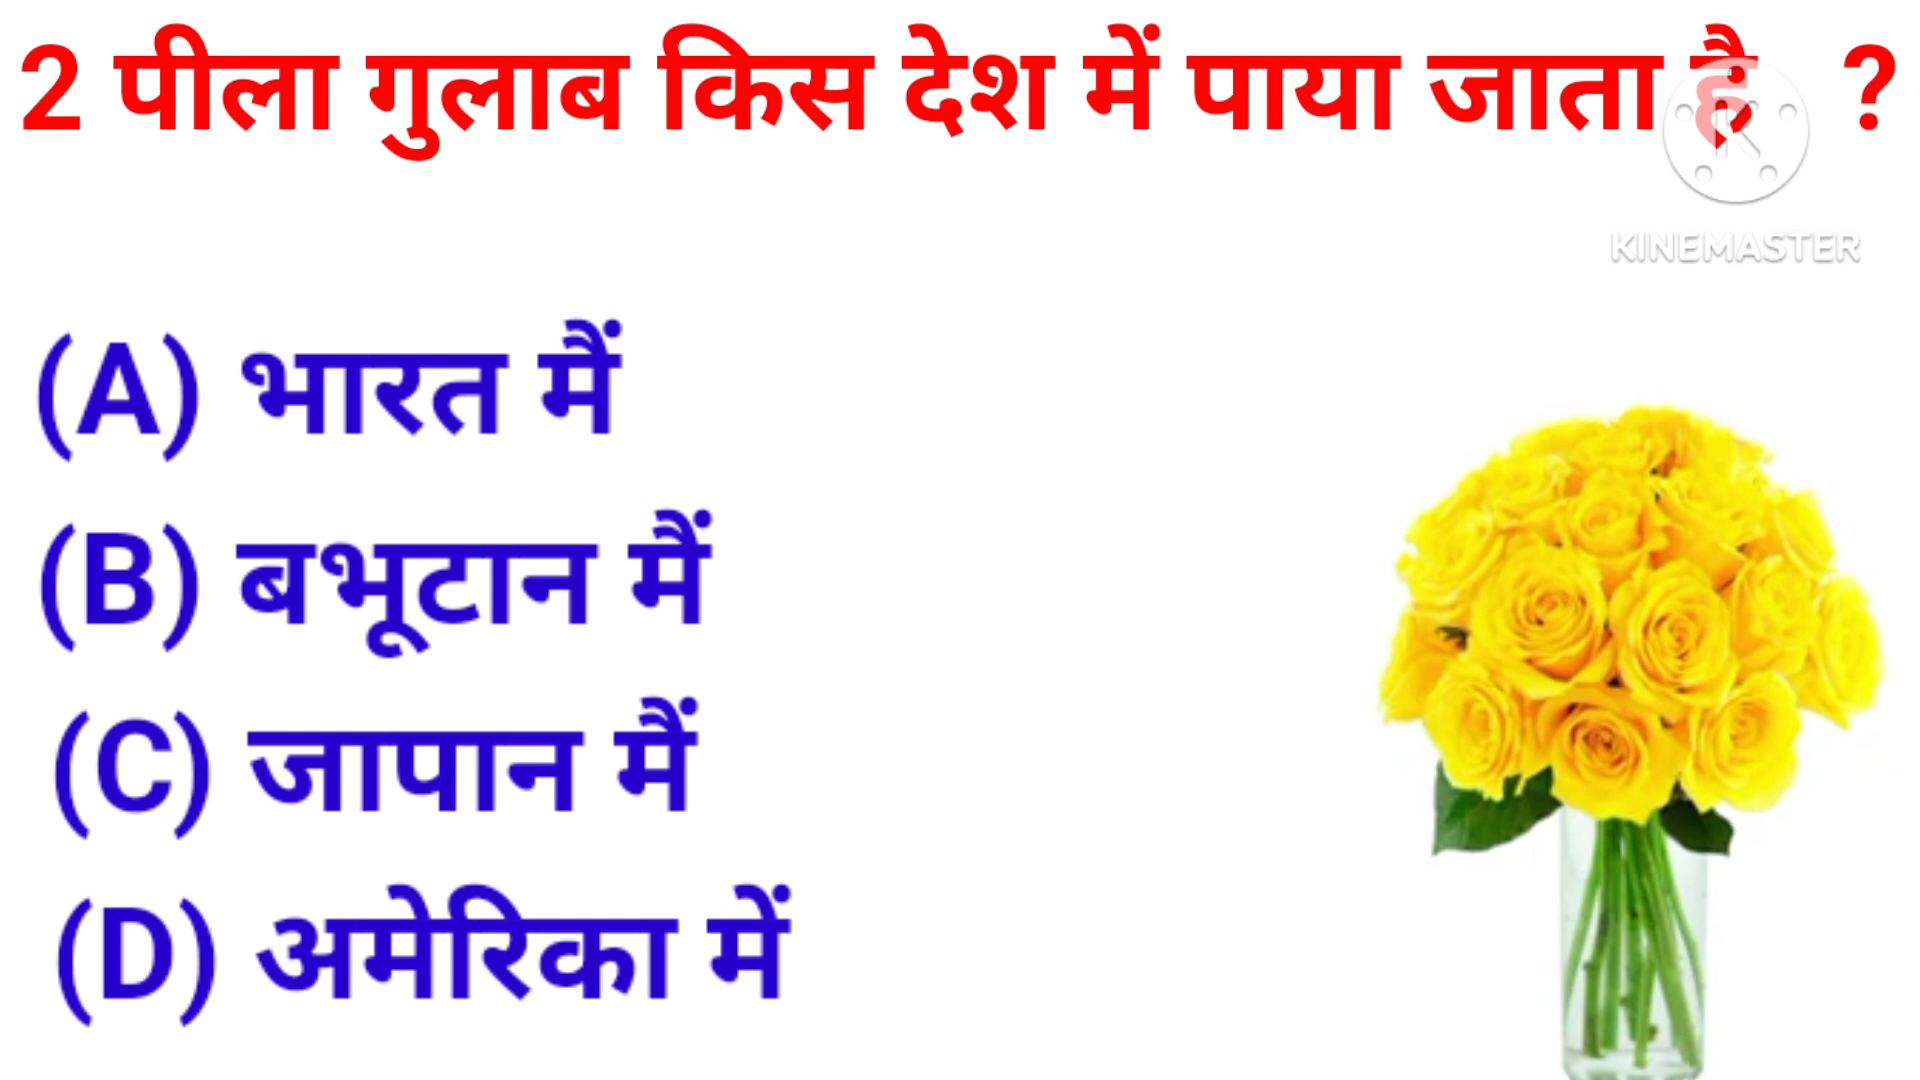 2 पीला गुलाब किस देश में पाया जाता है ?
KINEMASTER
(A) भारत मैं
(B) बभूटान मैं
(C) जापान मैं
(D) अमेरिका में